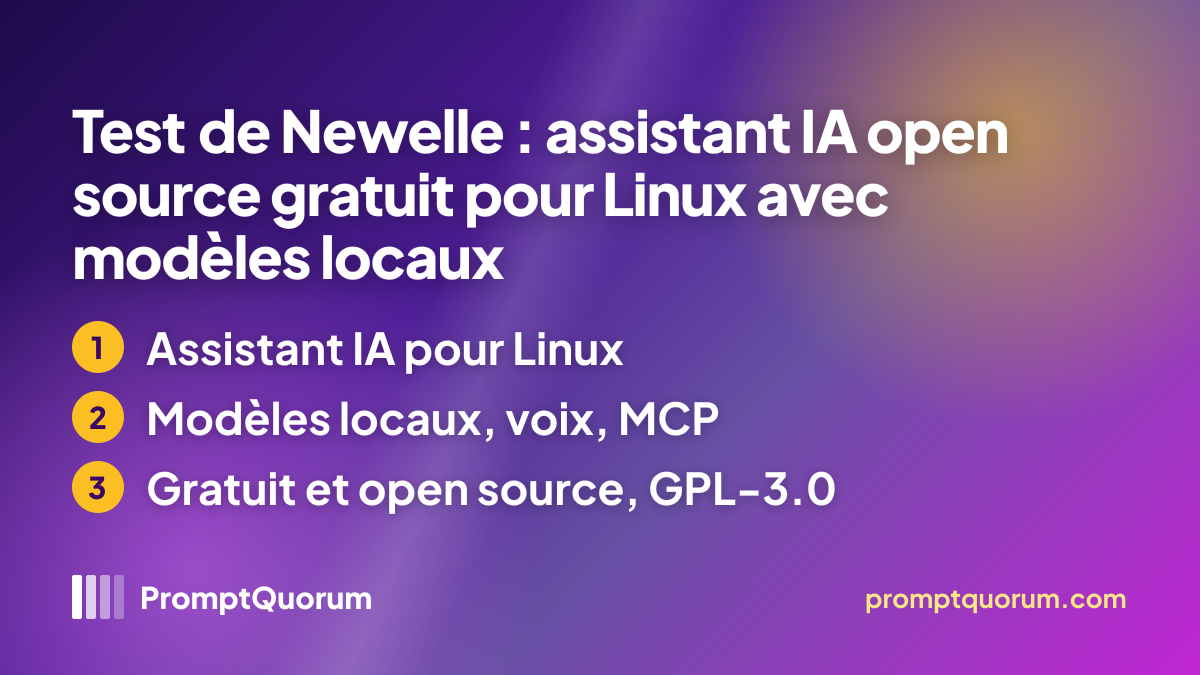 Test de Newelle : assistant IA open
source gratuit pour Linux avec
modèles locaux
1 Assistant IA pour Linux
2 Modèles locaux, voix, MCP
3 Gratuit et open source, GPL-3.0
PromptQuorum
promptquorum.com